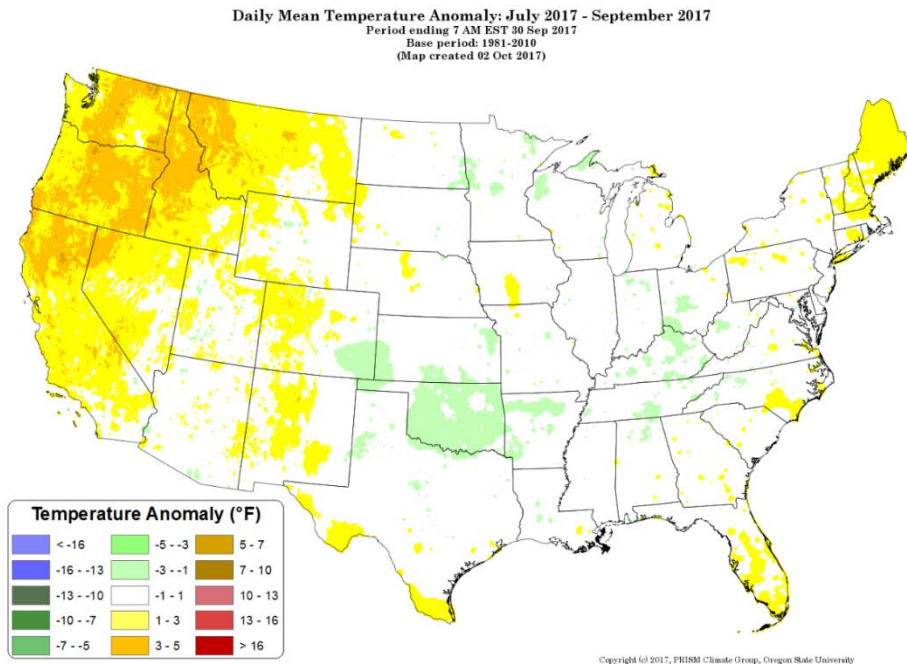 Daily Mean Temperature Anomaly: July 2017 - September 2017
Period ending 7 AM EST 30 Sep 2017
Base period: 1981-2010
(Map created 02 Oct 2017)
Temperature Anomaly (°F)
< -16
-5 - -3
5 - 7
-16 - -13
-3 - -1
7 - 10
-13 - -10
-1 - 1
10 - 13
-10 - -7
1 - 3
13 - 16
-7 - -5
3 - 5
> 16
Copyright (c) 2017, PRISM Climate Group, Oregon State University